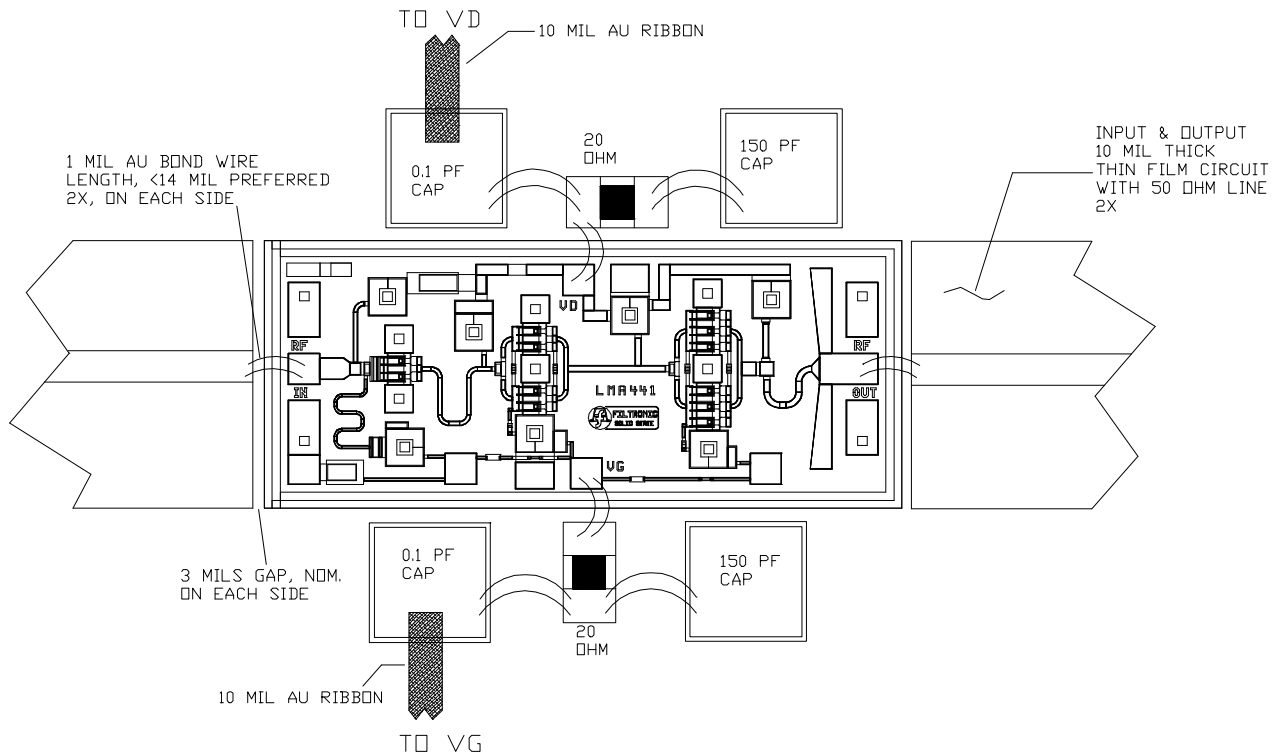 TO VD
10 MIL AU RIBBON
1 MIL AU BOND WIRE
LENGTH, <14 MIL PREFERRED
2X, ON EACH SIDE
0.1 PF
CAP
20
OHM
150 PF
CAP
INPUT & OUTPUT
10 MIL THICK
THIN FILM CIRCUIT
WITH 50 OHM LINE
2X
VD
RF
IN
RF
OUT
LMA441
FILTRONIC
SOLID STATE
VG
3 MILS GAP, NOM.
ON EACH SIDE
0.1 PF
CAP
150 PF
CAP
20
OHM
10 MIL AU RIBBON
TO VG